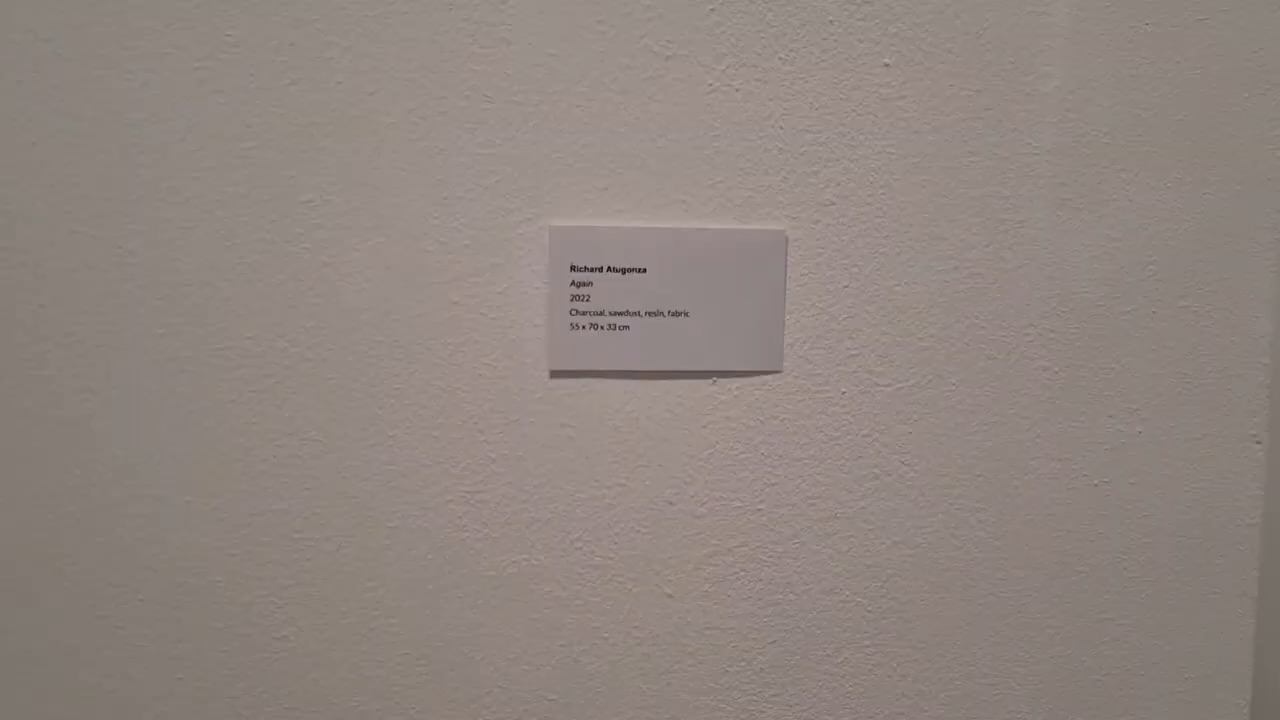 Richard Atugonza
Again
2022
Charcoal, sawdust, resin, fabric
55 x 70 x 33 cm